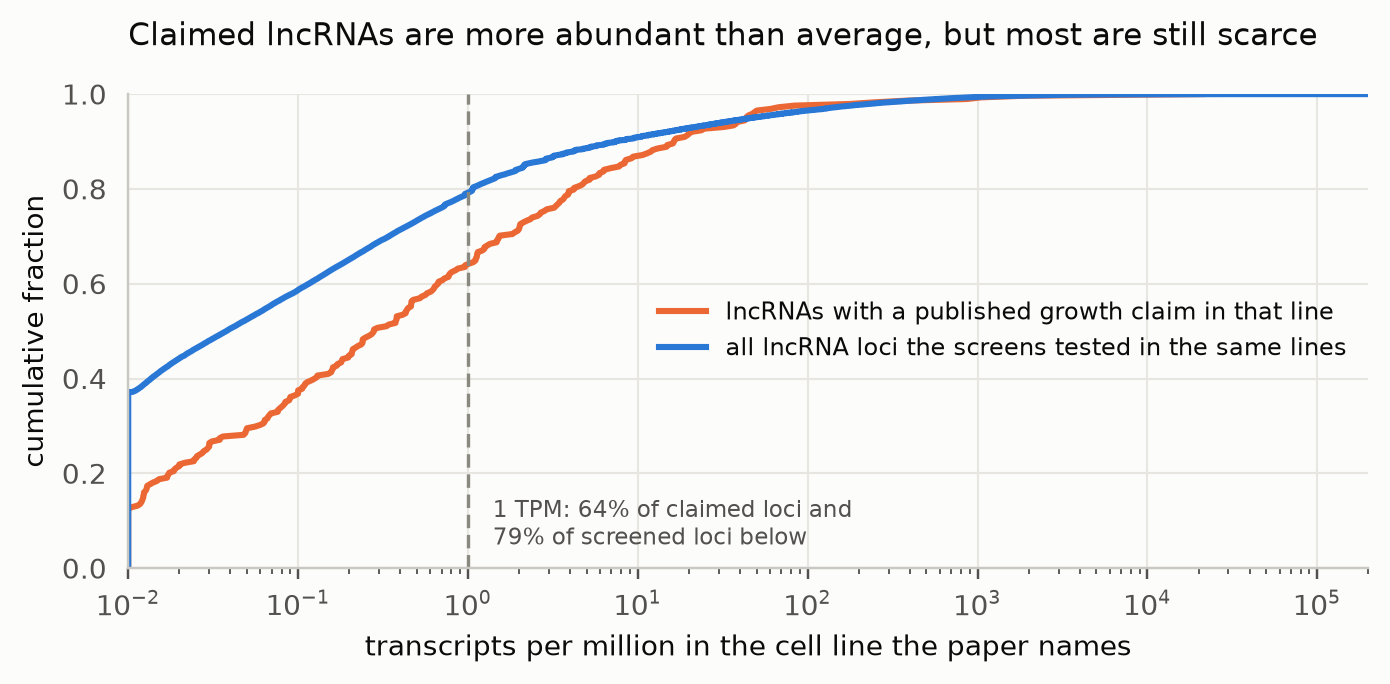 Claimed lncRNAs are more abundant than average, but most are still scarce
1.0
0.8
0.6
0.4
0.2
0.0
cumulative fraction
lncRNAs with a published growth claim in that line
all lncRNA loci the screens tested in the same lines
1 TPM: 64% of claimed loci and
79% of screened loci below
10⁻² 10⁻¹ 10⁰ 10¹ 10² 10³ 10⁴ 10⁵
transcripts per million in the cell line the paper names